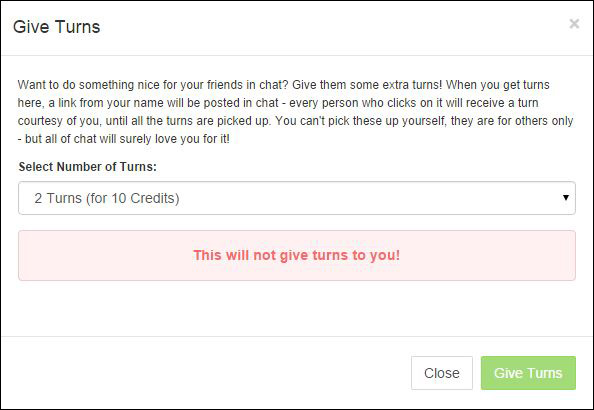 Give Turns
×
Want to do something nice for your friends in chat? Give them some extra turns! When you get turns
here, a link from your name will be posted in chat - every person who clicks on it will receive a turn
courtesy of you, until all the turns are picked up. You can't pick these up yourself, they are for others only
- but all of chat will surely love you for it!
Select Number of Turns:
2 Turns (for 10 Credits)
This will not give turns to you!
Close
Give Turns